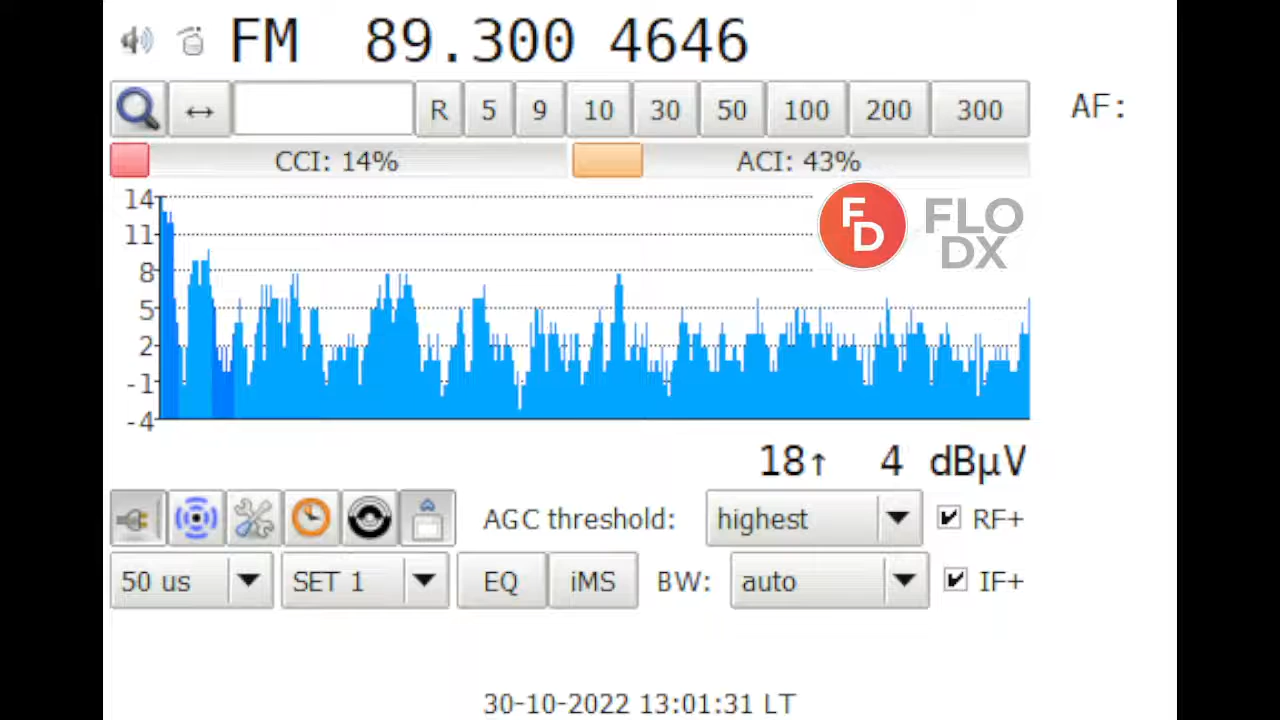 FM 89.300 4646
R 5 9 10 30 50 100 200 300 AF:
CCI: 14% ACI: 43%
14
11
8
5
2
-1
-4
FD FLO
DX
18↑ 4 dBµV
AGC threshold: highest RF+
50 us SET 1 EQ iMS BW: auto IF+
30-10-2022 13:01:31 LT